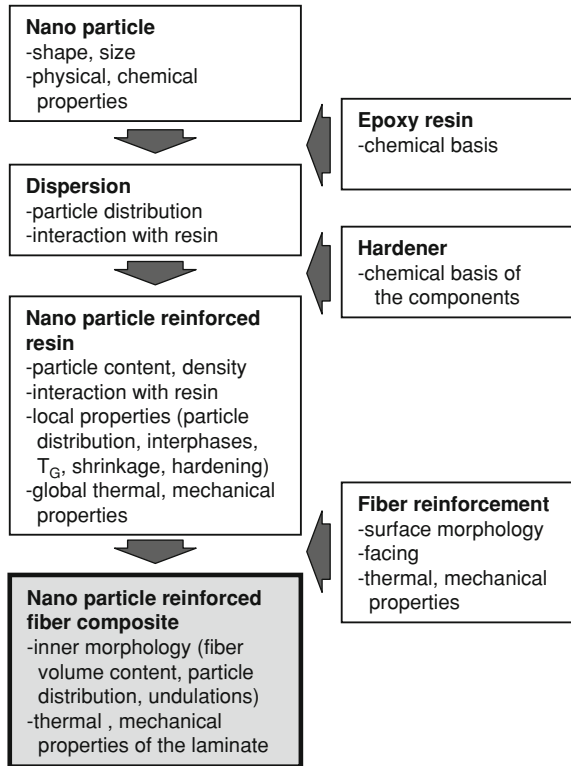 Nano particle
-shape, size
-physical, chemical
properties
Epoxy resin
-chemical basis
Dispersion
-particle distribution
-interaction with resin
Hardener
-chemical basis of
the components
Nano particle reinforced
resin
-particle content, density
-interaction with resin
-local properties (particle
distribution, interphases,
TG, shrinkage, hardening)
-global thermal, mechanical
properties
Fiber reinforcement
-surface morphology
-facing
-thermal, mechanical
properties
Nano particle reinforced
fiber composite
-inner morphology (fiber
volume content, particle
distribution, undulations)
-thermal , mechanical
properties of the laminate